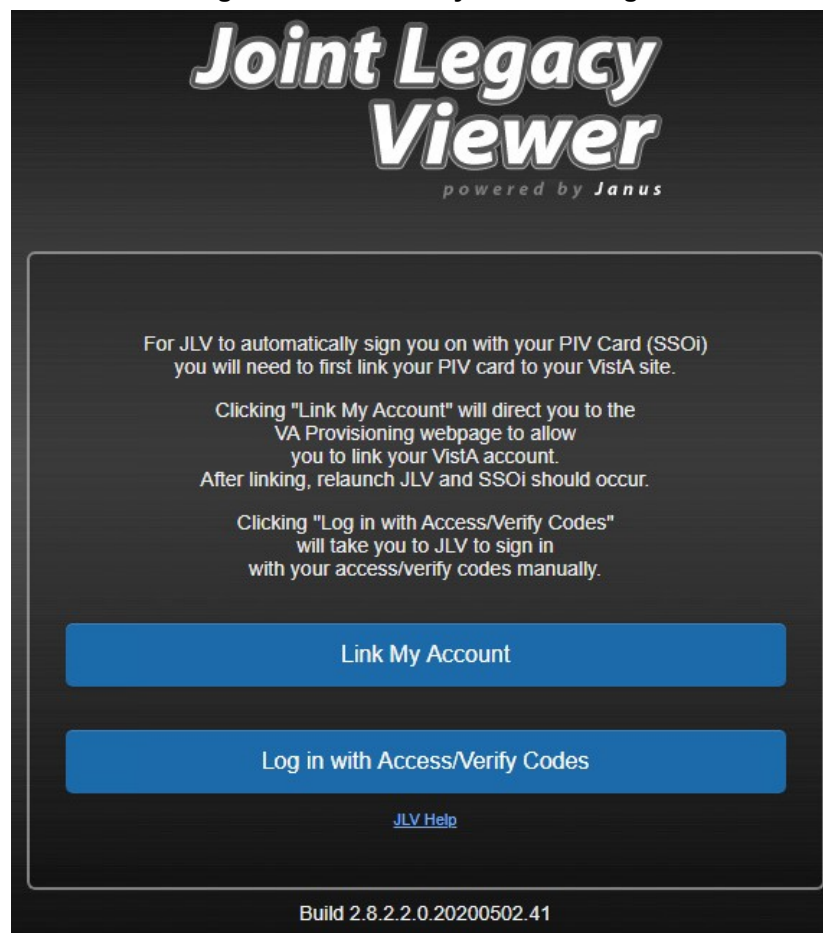 Joint Legacy
Viewer
powered by Janus
For JLV to automatically sign you on with your PIV Card (SSOi)
you will need to first link your PIV card to your VistA site.
Clicking "Link My Account" will direct you to the
VA Provisioning webpage to allow
you to link your VistA account.
After linking, relaunch JLV and SSOi should occur.
Clicking "Log in with Access/Verify Codes"
will take you to JLV to sign in
with your access/verify codes manually.
Link My Account
Log in with Access/Verify Codes
JLV Help
Build 2.8.2.2.0.20200502.41